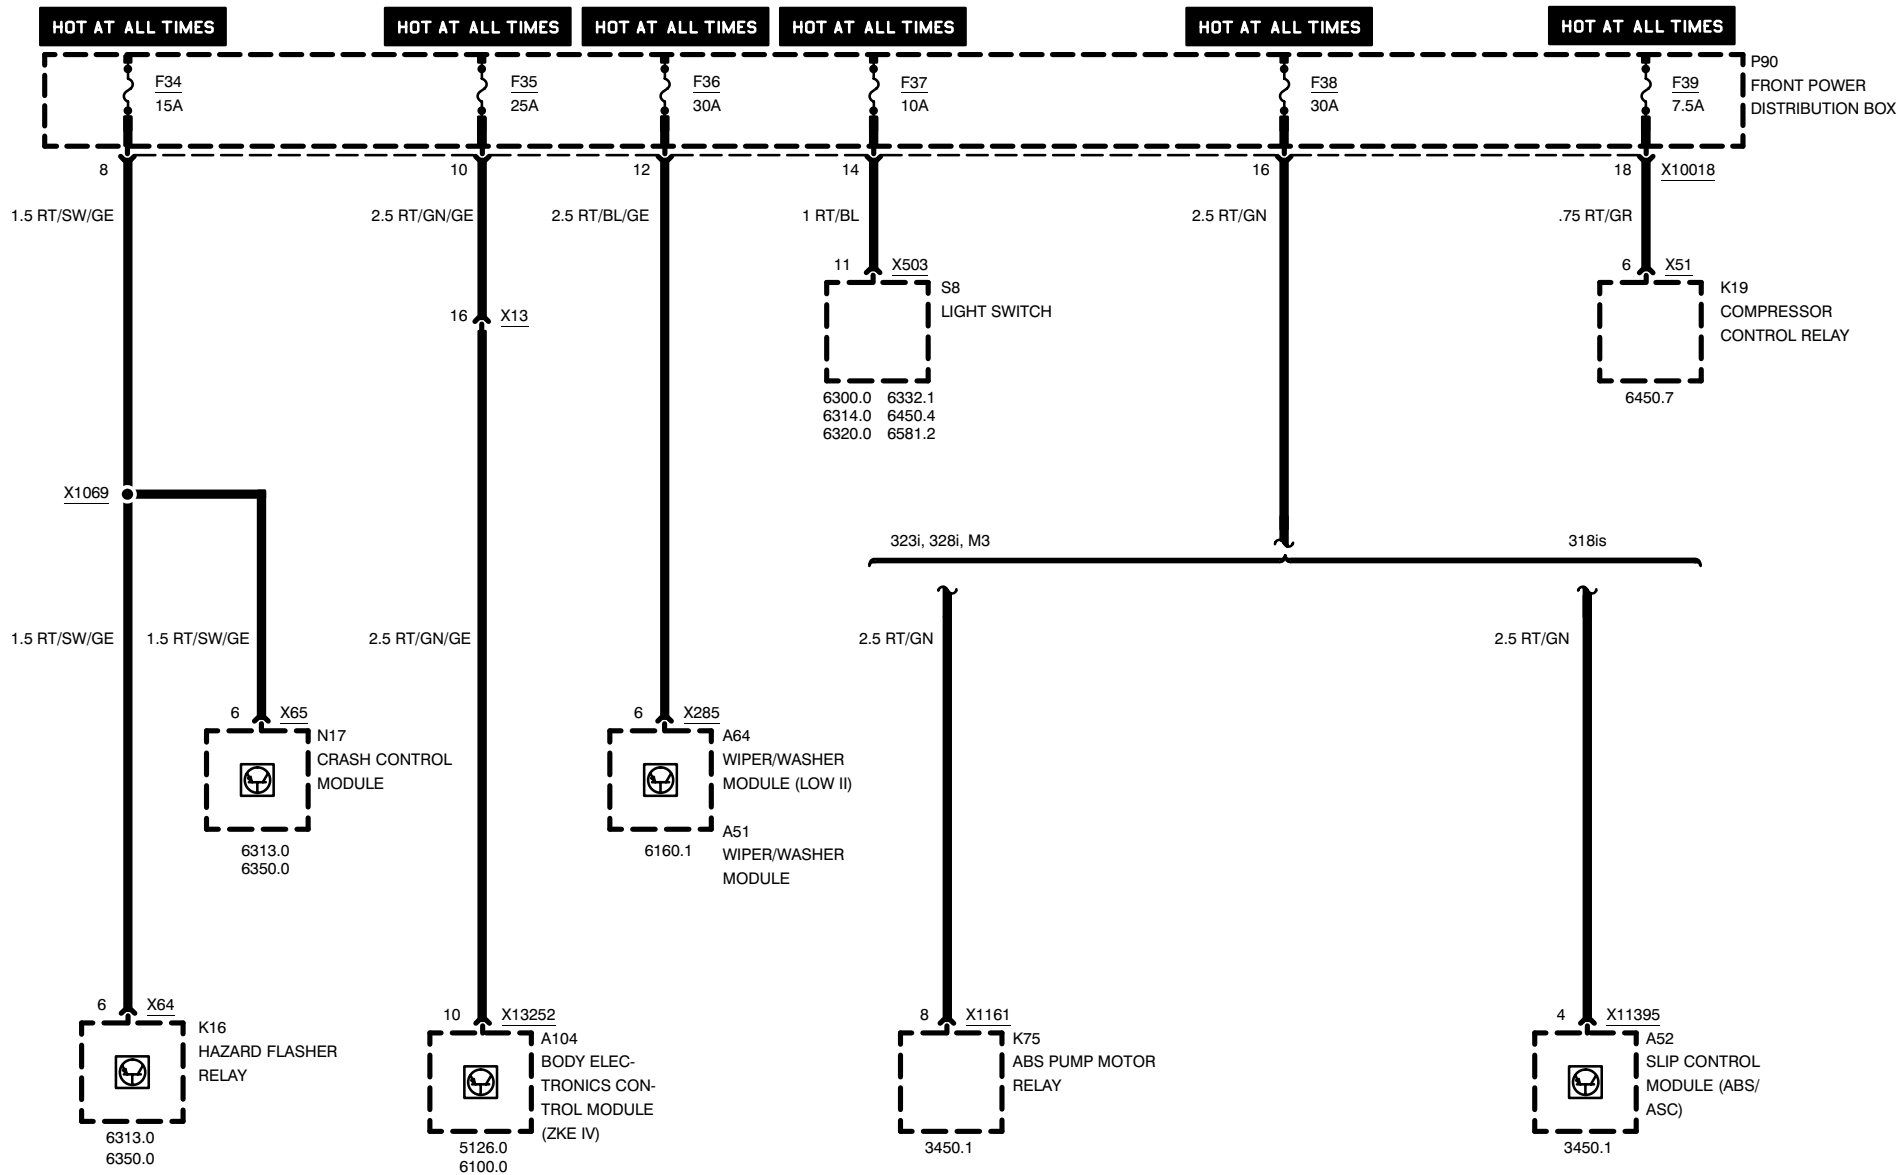 HOT AT ALL TIMES
HOT AT ALL TIMES
HOT AT ALL TIMES
HOT AT ALL TIMES
HOT AT ALL TIMES
HOT AT ALL TIMES
F34
15A
F35
25A
F36
30A
F37
10A
F38
30A
F39
7.5A
P90
FRONT POWER
DISTRIBUTION BOX
8
10
12
14
16
18
X10018
1.5 RT/SW/GE
2.5 RT/GN/GE
2.5 RT/BL/GE
1 RT/BL
2.5 RT/GN
.75 RT/GR
11
X503
S8
LIGHT SWITCH
6300.0 6332.1
6314.0 6450.4
6320.0 6581.2
6
X51
K19
COMPRESSOR
CONTROL RELAY
6450.7
16
X13
X1069
323i, 328i, M3
318is
1.5 RT/SW/GE
1.5 RT/SW/GE
2.5 RT/GN/GE
2.5 RT/GN
2.5 RT/GN
6
X65
N17
CRASH CONTROL
MODULE
6313.0
6350.0
6
X285
A64
WIPER/WASHER
MODULE (LOW II)
A51
WIPER/WASHER
MODULE
6160.1
6
X64
K16
HAZARD FLASHER
RELAY
6313.0
6350.0
10
X13252
A104
BODY ELEC-
TRONICS CON-
TROL MODULE
(ZKE IV)
5126.0
6100.0
8
X1161
K75
ABS PUMP MOTOR
RELAY
3450.1
4
X11395
A52
SLIP CONTROL
MODULE (ABS/
ASC)
3450.1